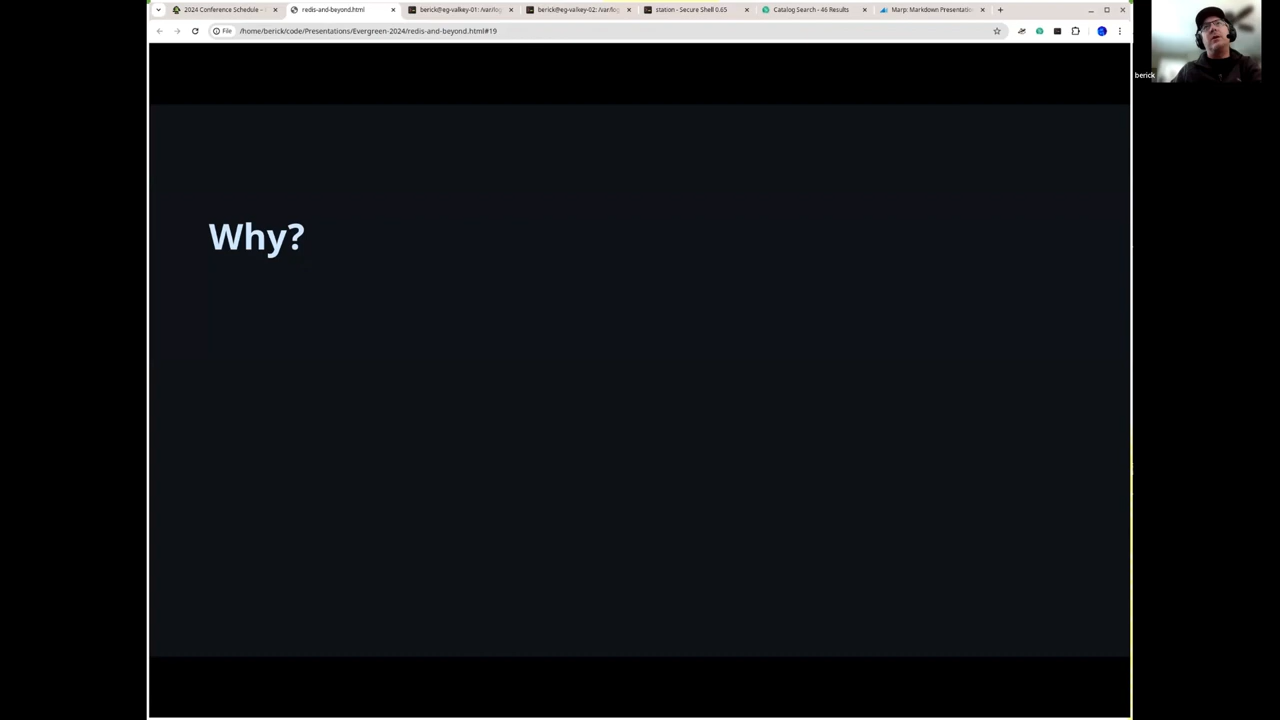 2024 Conference Schedule –
redis-and-beyond.html
berick@eg-valkey-01: /var/log
berick@eg-valkey-02: /var/log
station - Secure Shell 0.65
Catalog Search - 46 Results
Marp: Markdown Presentatio
File
/home/berick/code/Presentations/Evergreen-2024/redis-and-beyond.html#19
berick
Why?